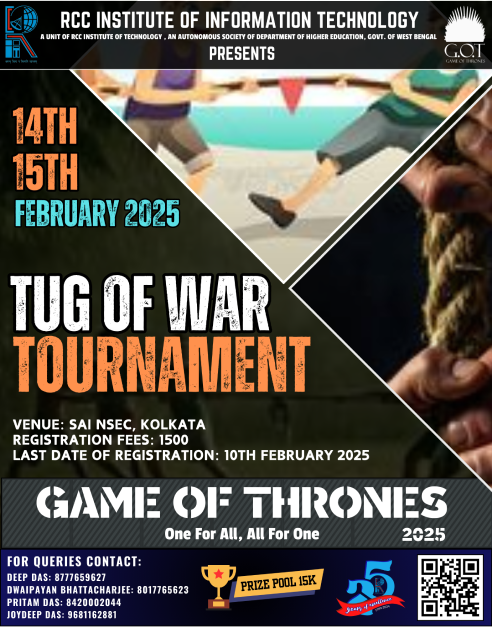 RCC INSTITUTE OF INFORMATION TECHNOLOGY
A UNIT OF RCC INSTITUTE OF TECHNOLOGY , AN AUTONOMOUS SOCIETY OF DEPARTMENT OF HIGHER EDUCATION, GOVT. OF WEST BENGAL
PRESENTS
G.O.T
GAME OF THRONES
14TH
15TH
FEBRUARY 2025
TUG OF WAR
TOURNAMENT
VENUE: SAI NSEC, KOLKATA
REGISTRATION FEES: 1500
LAST DATE OF REGISTRATION: 10TH FEBRUARY 2025
GAME OF THRONES
One For All, All For One
2025
FOR QUERIES CONTACT:
DEEP DAS: 8777659627
DWAIPAYAN BHATTACHARJEE: 8017765623
PRITAM DAS: 8420002044
JOYDEEP DAS: 9681162881
PRIZE POOL 15K
25
years of excellence